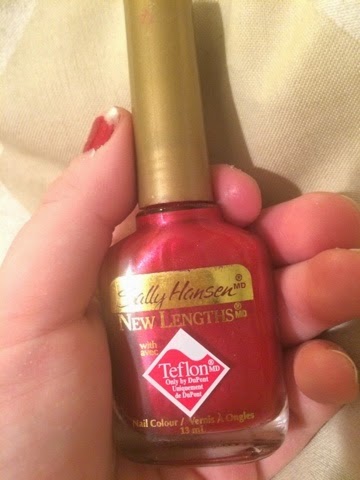 Sally Hansen® MD
NEW LENGTHS® MD
with
avec
Teflon® MD
Only by DuPont
Uniquement
de DuPont
Nail Colour / Vernis à Ongles
13 mL